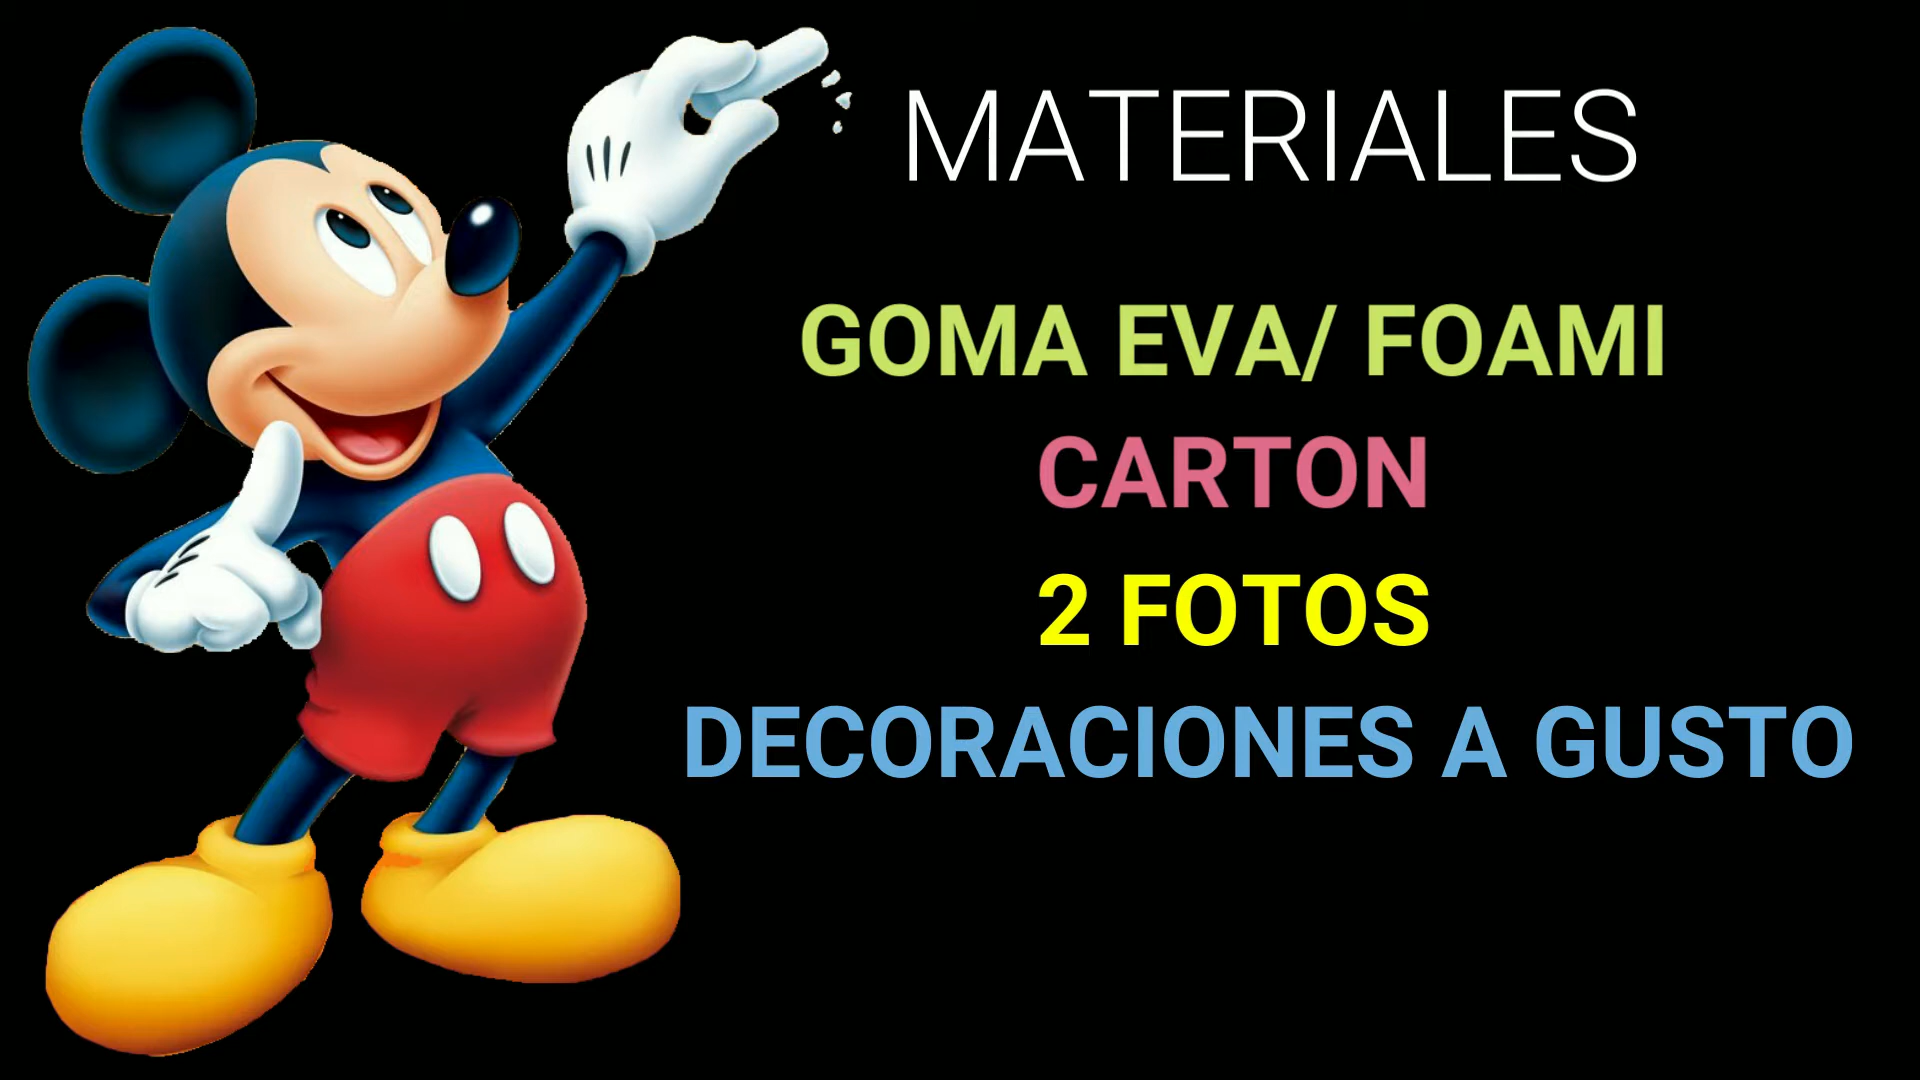 MATERIALES
GOMA EVA/ FOAMI
CARTON
2 FOTOS
DECORACIONES A GUSTO